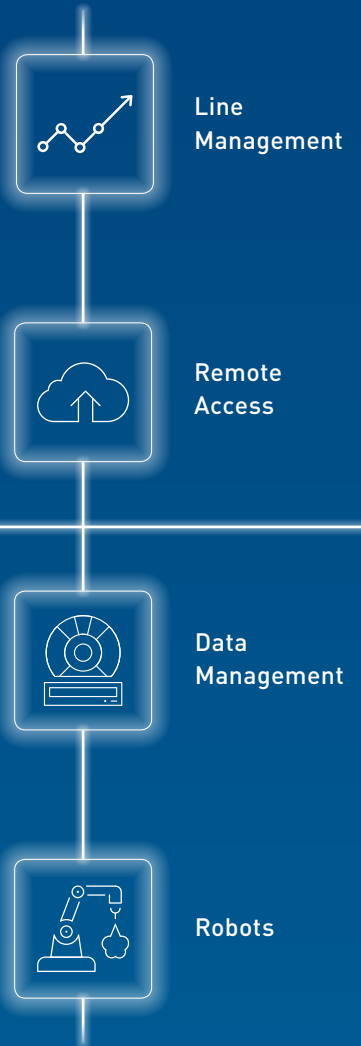 Line
Management
Remote
Access
Data
Management
Robots